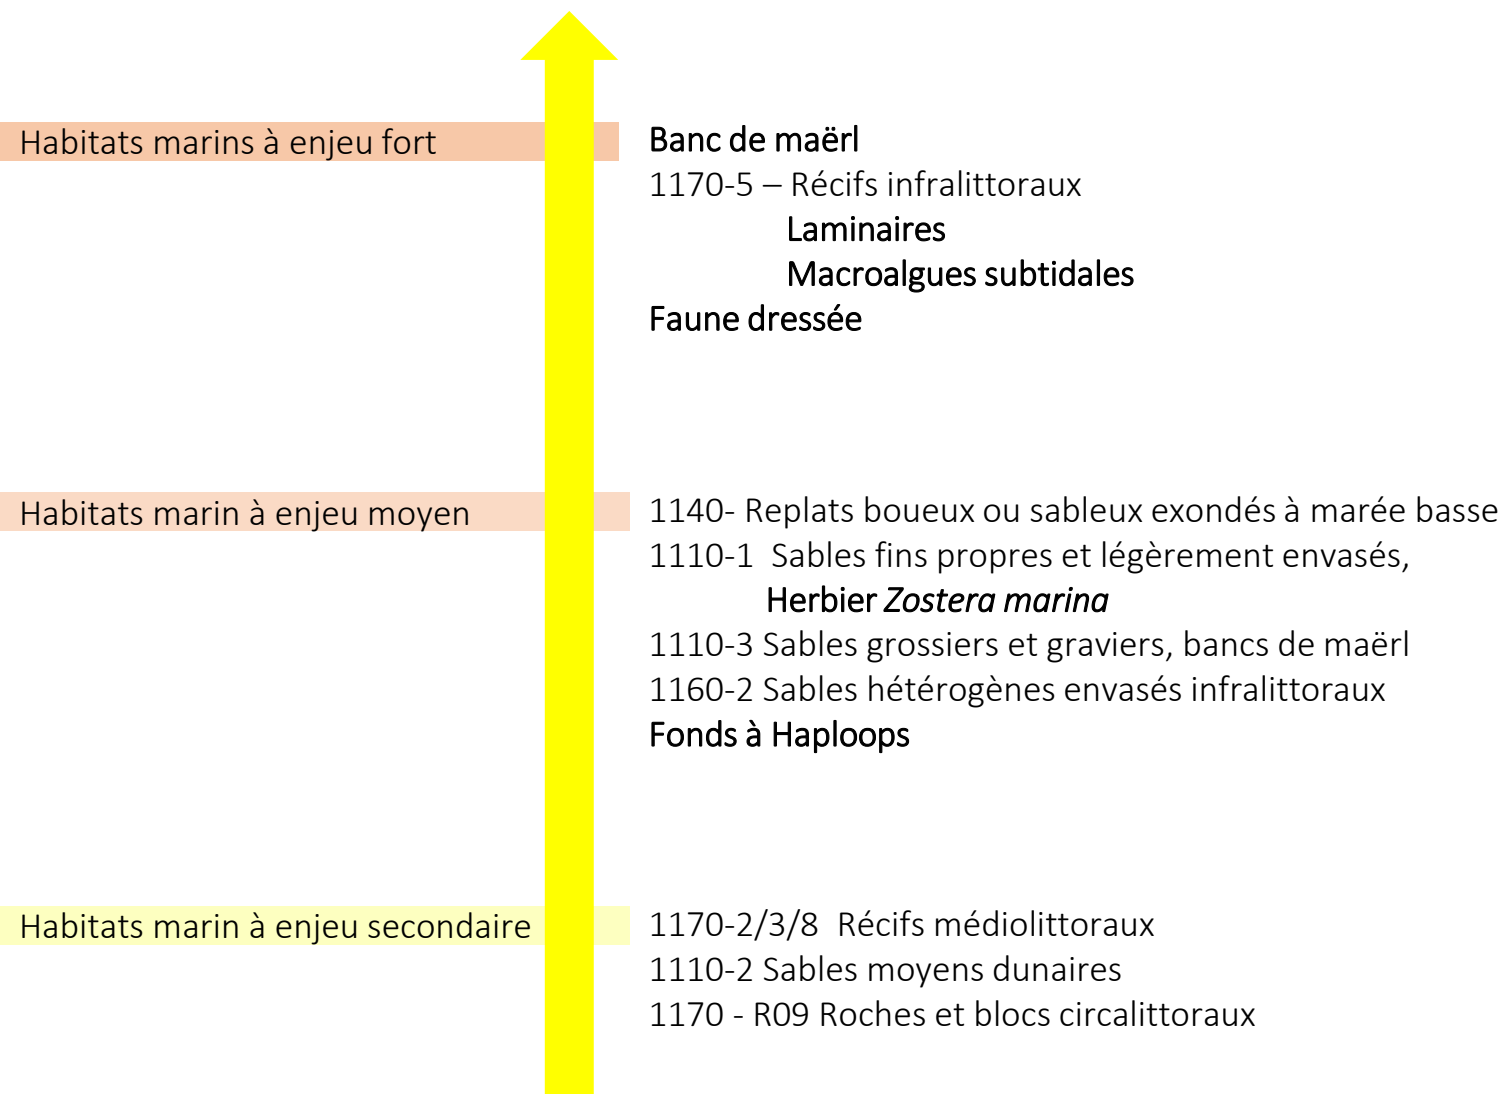 Habitats marins à enjeu fort
Banc de maërl
1170-5 – Récifs infralittoraux
Laminaires
Macroalgues subtidales
Faune dressée
Habitats marin à enjeu moyen
1140- Replats boueux ou sableux exondés à marée basse
1110-1  Sables fins propres et légèrement envasés,
Herbier Zostera marina
1110-3 Sables grossiers et graviers, bancs de maërl
1160-2 Sables hétérogènes envasés infralittoraux
Fonds à Haploops
Habitats marin à enjeu secondaire
1170-2/3/8  Récifs médiolittoraux
1110-2 Sables moyens dunaires
1170 - R09 Roches et blocs circalittoraux